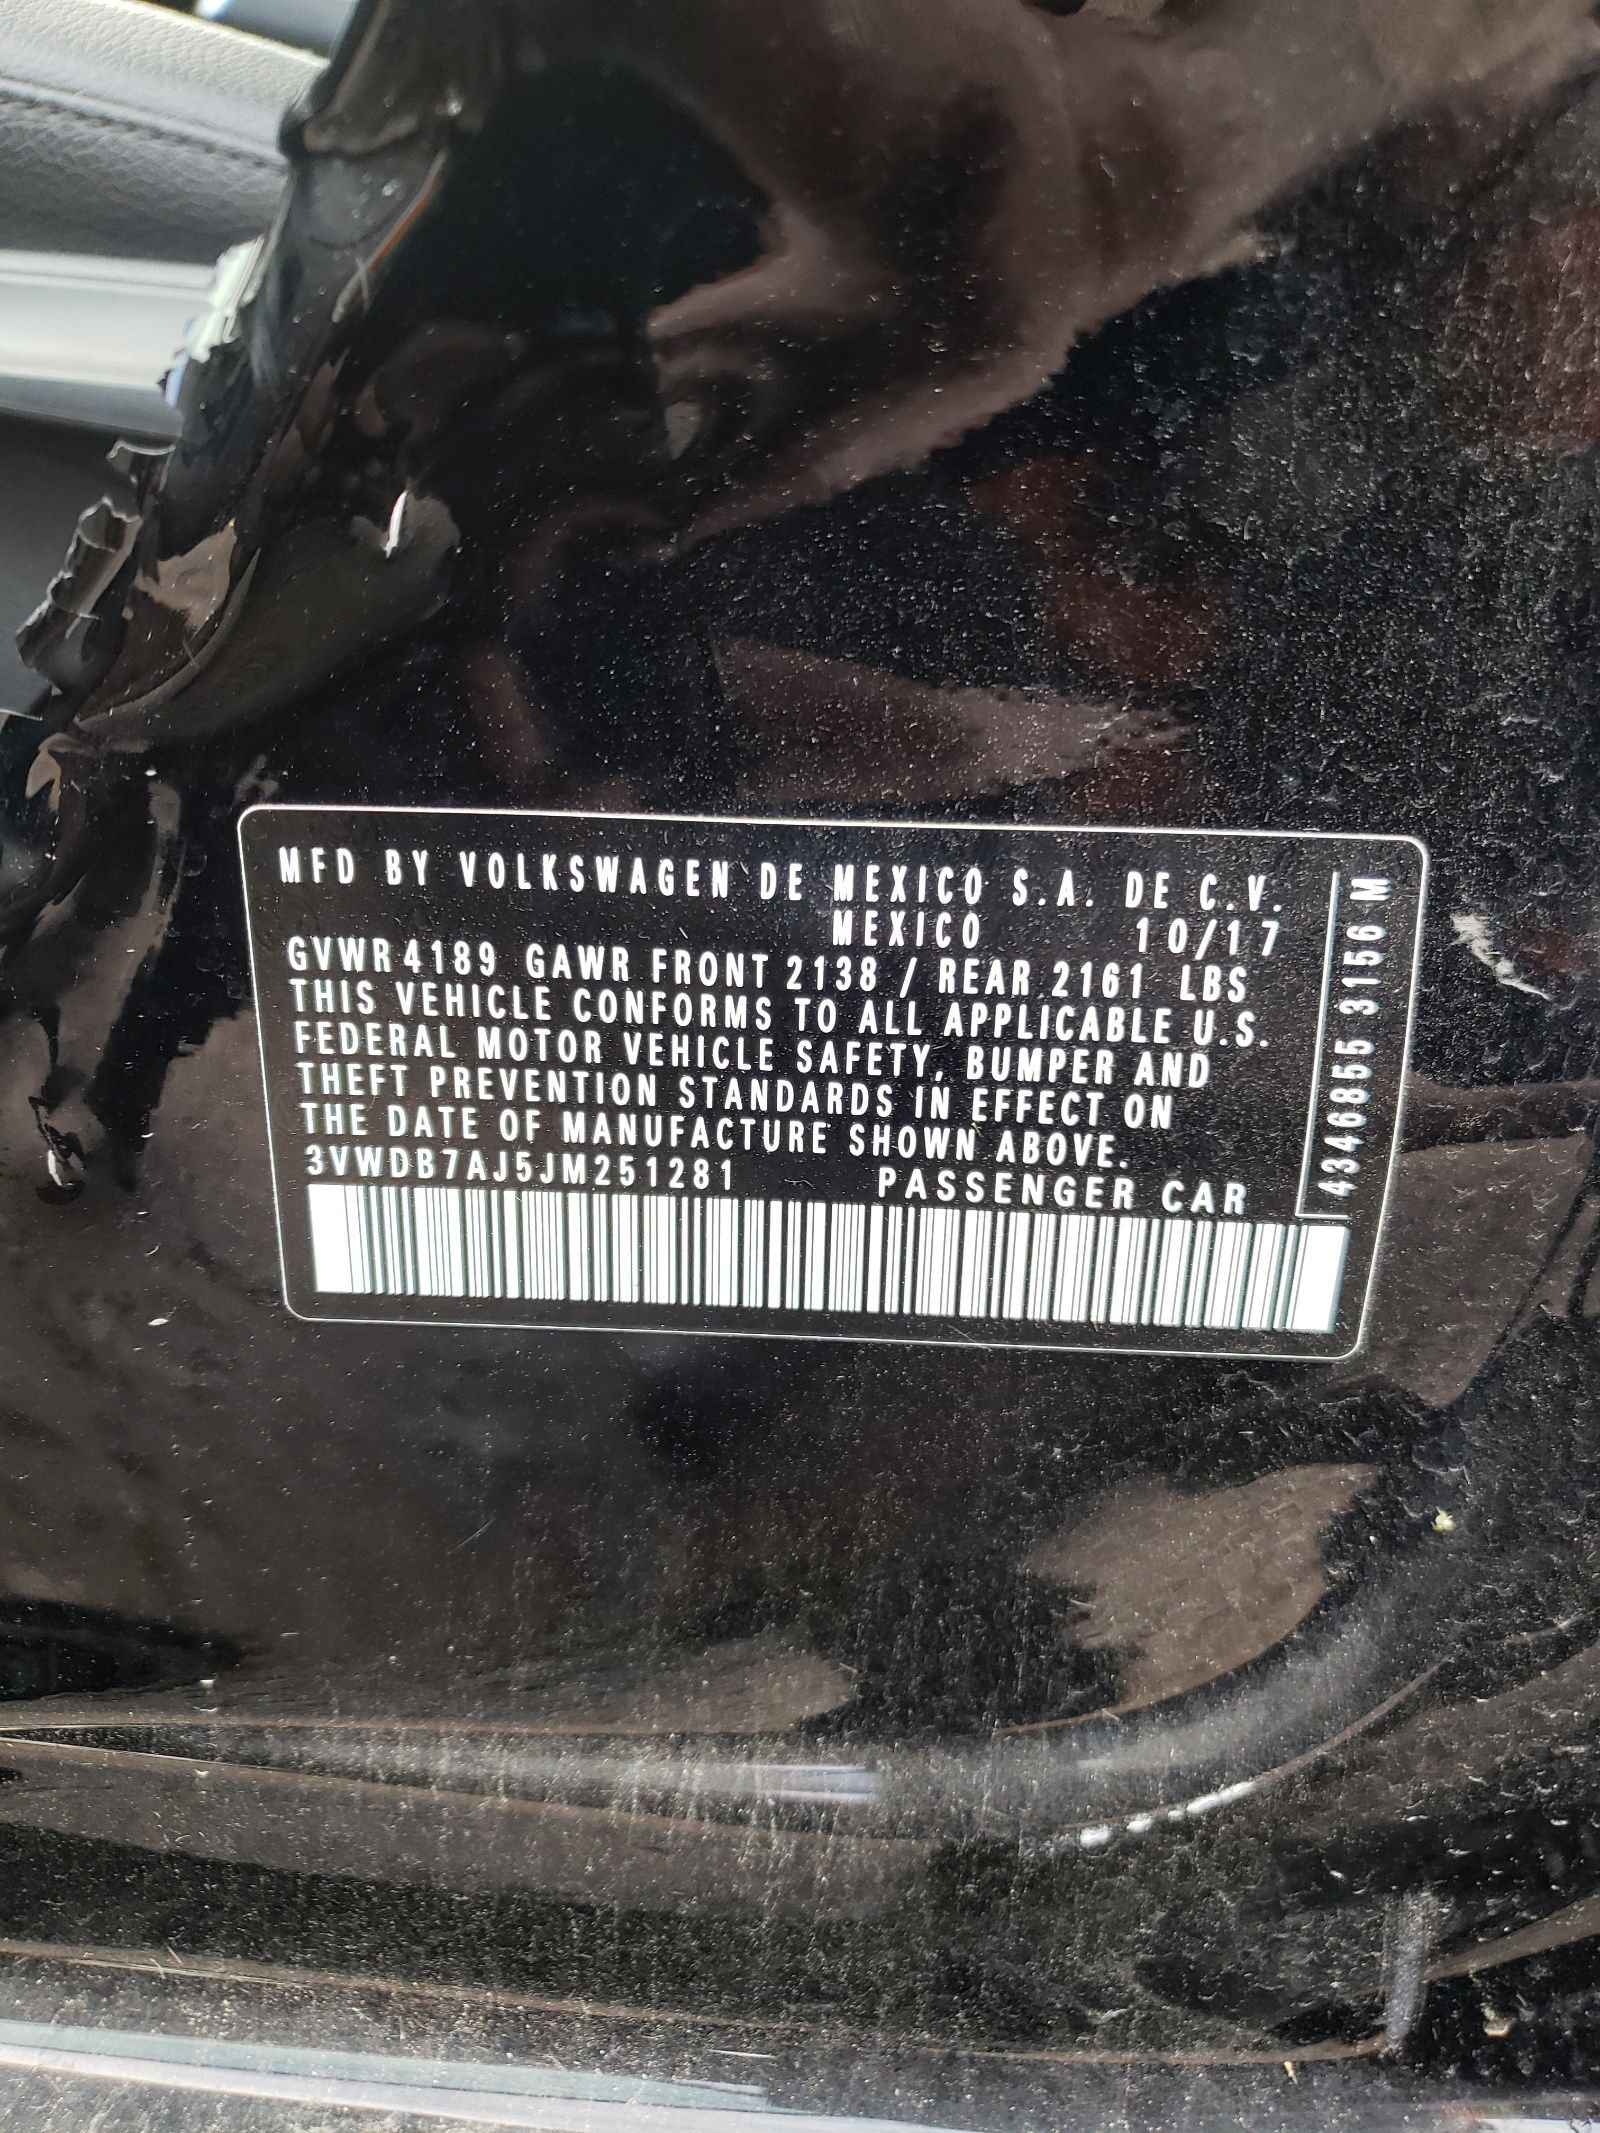 MFD BY VOLKSWAGEN DE MEXICO S.A. DE C.V.
MEXICO 10/17
GVWR 4189 GAWR FRONT 2138 / REAR 2161 LBS
THIS VEHICLE CONFORMS TO ALL APPLICABLE U.S.
FEDERAL MOTOR VEHICLE SAFETY, BUMPER AND
THEFT PREVENTION STANDARDS IN EFFECT ON
THE DATE OF MANUFACTURE SHOWN ABOVE.
3VWDB7AJ5JM251281 PASSENGER CAR
4346855 3156 M